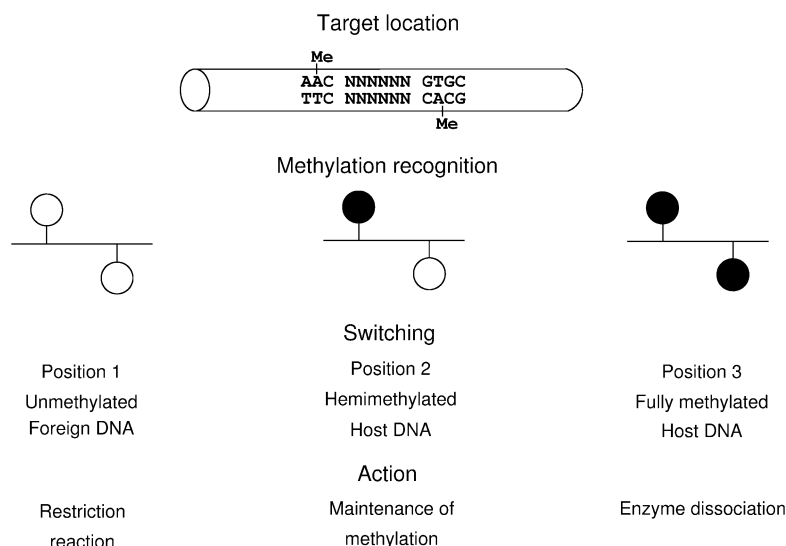 Target location
Me
AAC NNNNNN GTGC
TTC NNNNNN CACG
Me
Methylation recognition
Switching
Position 1
Unmethylated
Foreign DNA
Position 2
Hemimethylated
Host DNA
Position 3
Fully methylated
Host DNA
Action
Restriction
reaction
Maintenance of
methylation
Enzyme dissociation